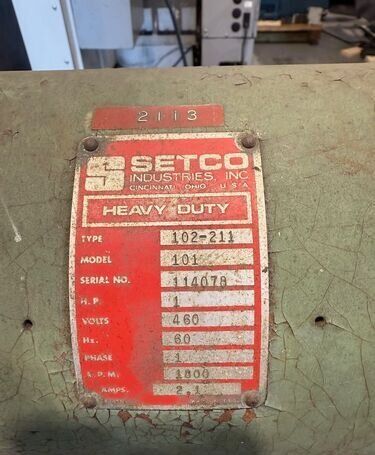 2113
SETCO
INDUSTRIES, INC
CINCINNATI, OHIO, U.S.A
HEAVY DUTY
TYPE 102-211
MODEL 101
SERIAL NO. 114078
H.P. 1
VOLTS 460
Hz. 60
PHASE 1
R.P.M. 1800
AMPS. 2.1